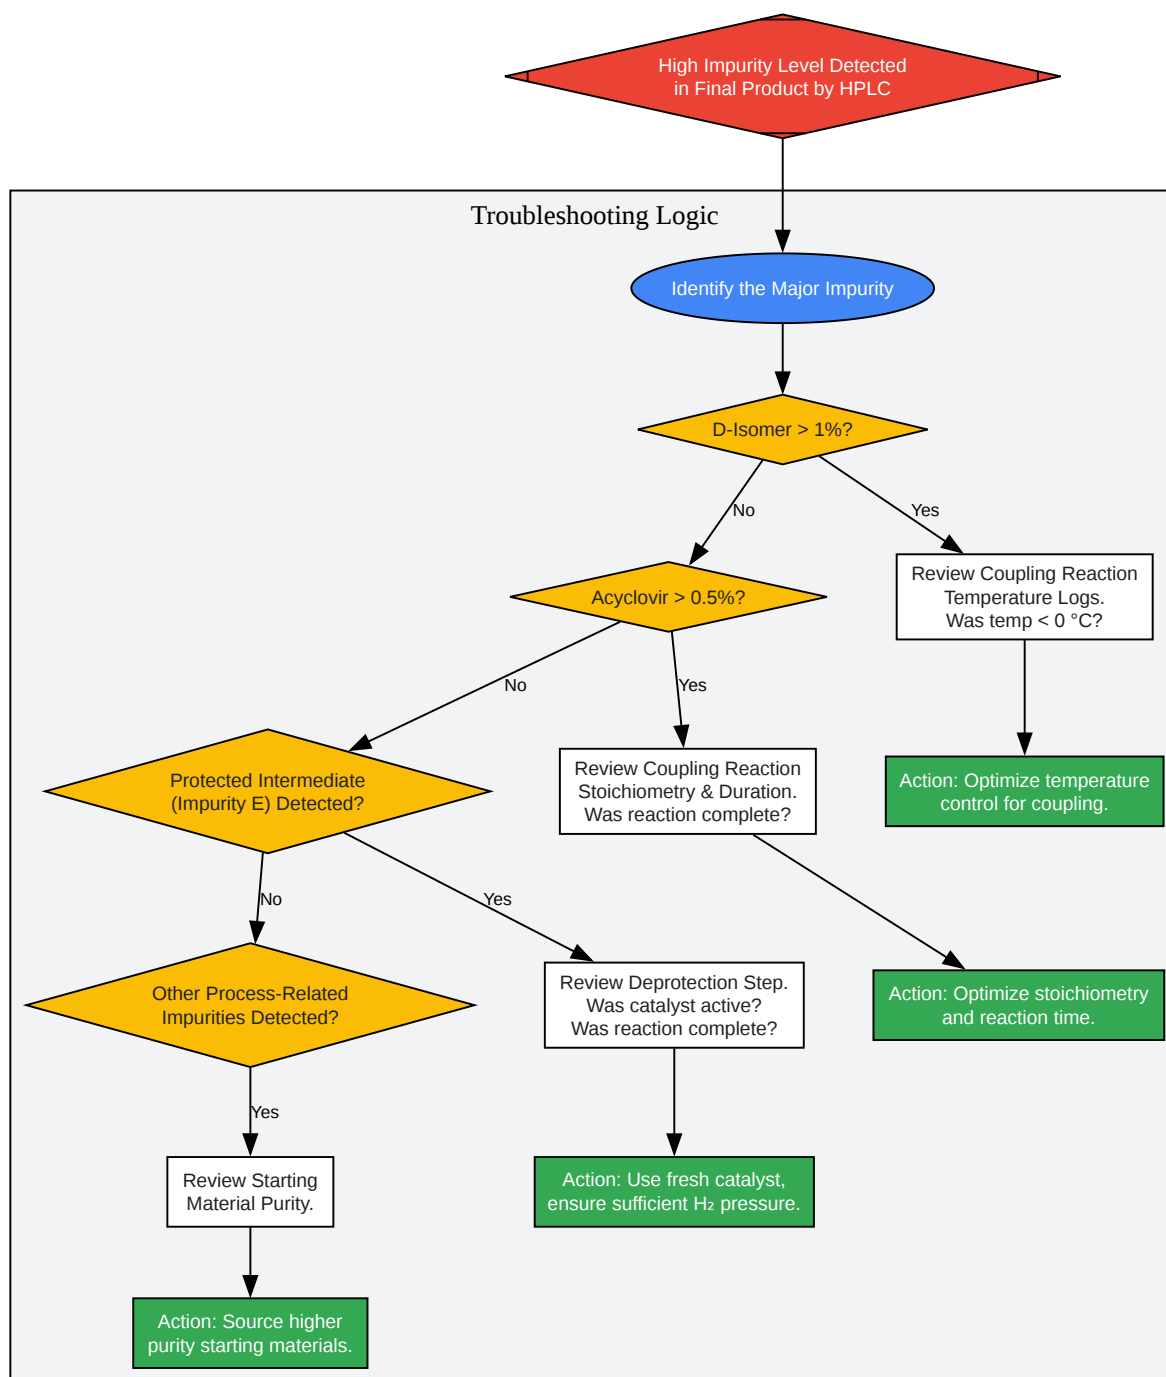 High Impurity Level Detected
in Final Product by HPLC
Troubleshooting Logic
Identify the Major Impurity
D-Isomer > 1%?
No
Yes
Acyclovir > 0.5%?
Review Coupling Reaction
Temperature Logs.
Was temp < 0 °C?
No
Yes
Protected Intermediate
(Impurity E) Detected?
Review Coupling Reaction
Stoichiometry & Duration.
Was reaction complete?
Action: Optimize temperature
control for coupling.
No
Yes
Other Process-Related
Impurities Detected?
Review Deprotection Step.
Was catalyst active?
Was reaction complete?
Action: Optimize stoichiometry
and reaction time.
Yes
Review Starting
Material Purity.
Action: Use fresh catalyst,
ensure sufficient H₂ pressure.
Action: Source higher
purity starting materials.